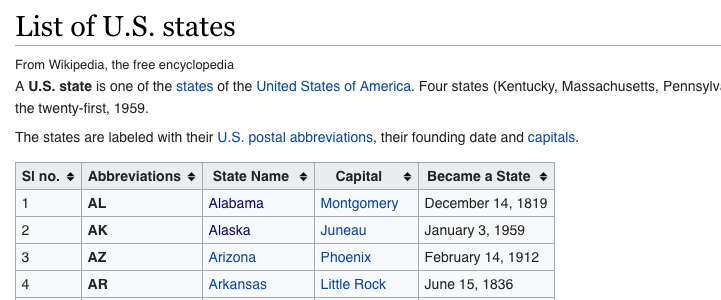 List of U.S. states
From Wikipedia, the free encyclopedia
A U.S. state is one of the states of the United States of America. Four states (Kentucky, Massachusetts,
the twenty-first, 1959.
The states are labeled with their U.S. postal abbreviations, their founding date and capitals.
Sl no. Abbreviations State Name Capital Became a State
1 AL Alabama Montgomery December 14, 1819
2 AK Alaska Juneau January 3, 1959
3 AZ Arizona Phoenix February 14, 1912
4 AR Arkansas Little Rock June 15, 1836